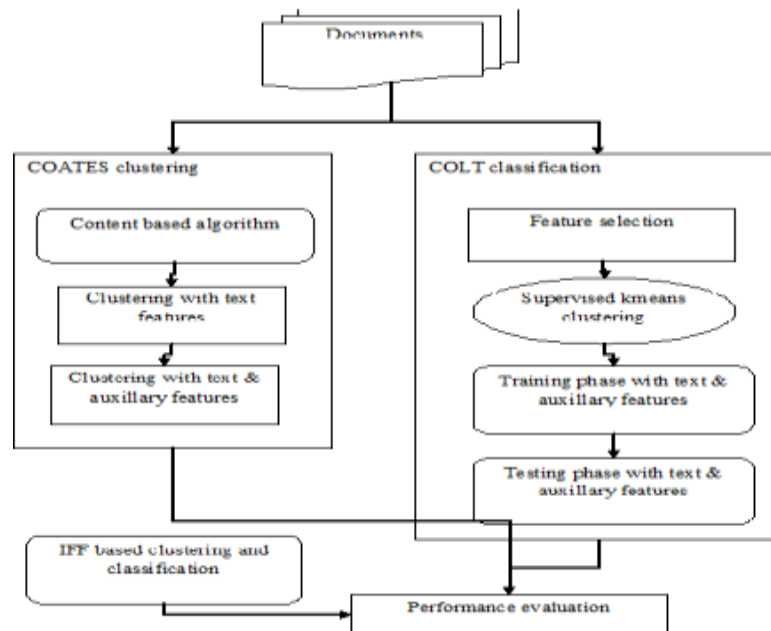 Documents
COATES clustering
Content based algorithm
Clustering with text
features
Clustering with text &
auxillary features
COLT classification
Feature selection
Supervised kmeans
clustering
Training phase with text &
auxillary features
Testing phase with text &
auxillary features
IFF based clustering and
classification
Performance evaluation